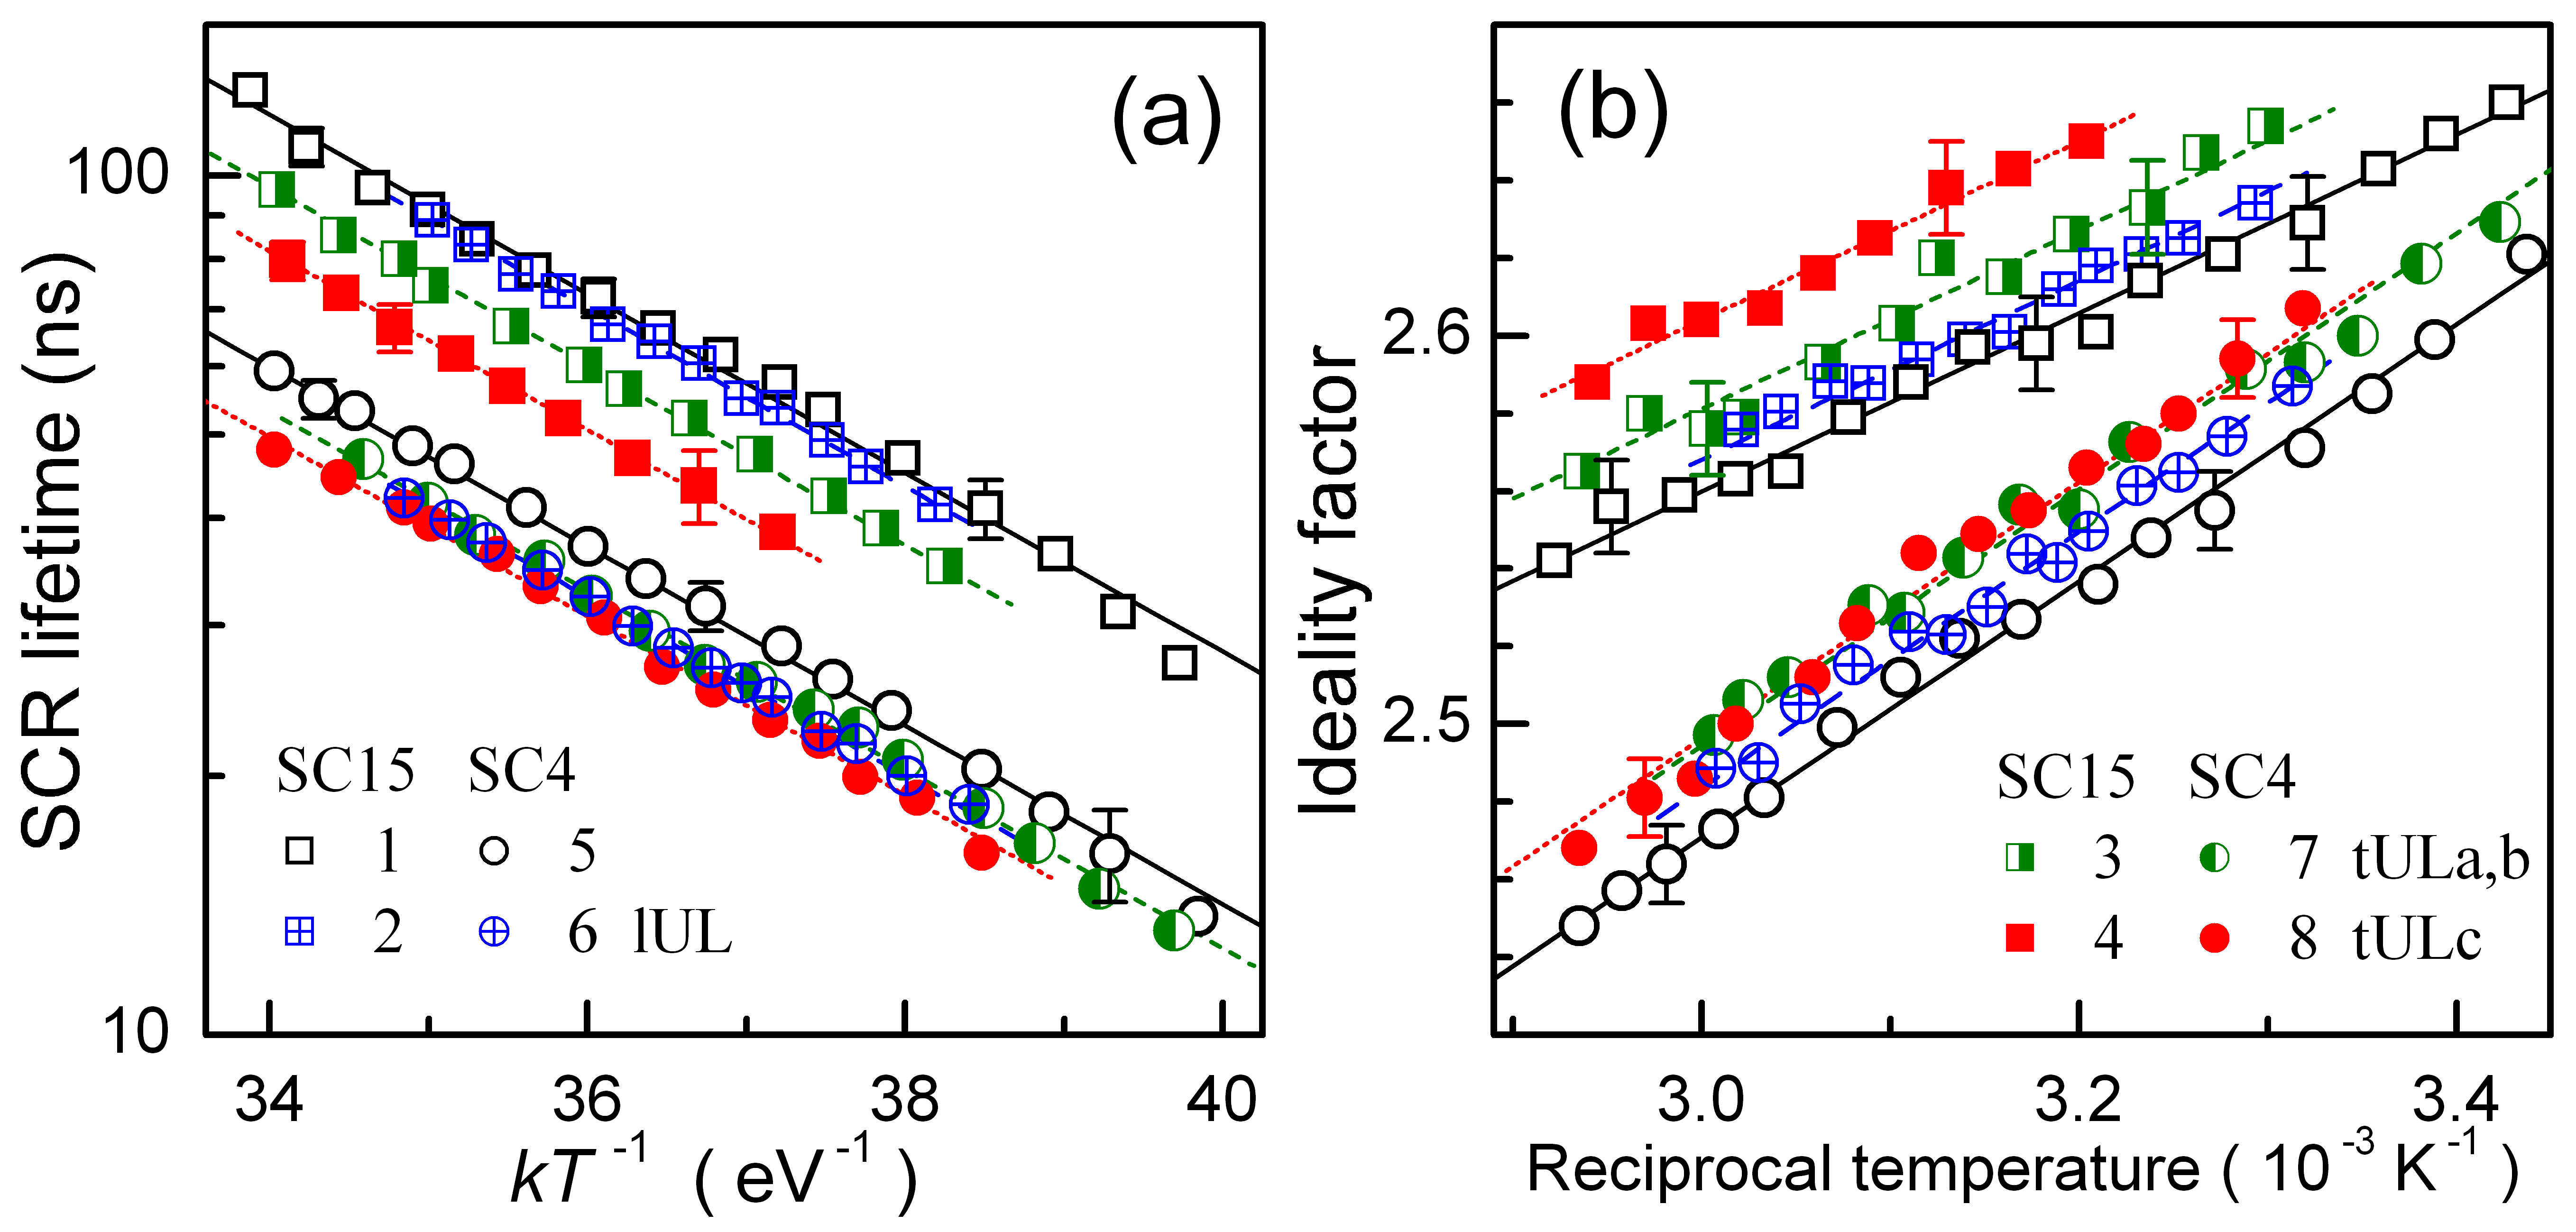 (a)
SCR lifetime (ns)
100
10
SC15 SC4
1 5
2 6 lUL
34 36 38 40
kT⁻¹ ( eV⁻¹ )
(b)
Ideality factor
2.6
2.5
SC15 SC4
3 7 tULa,b
4 8 tULc
3.0 3.2 3.4
Reciprocal temperature ( 10⁻³ K⁻¹ )